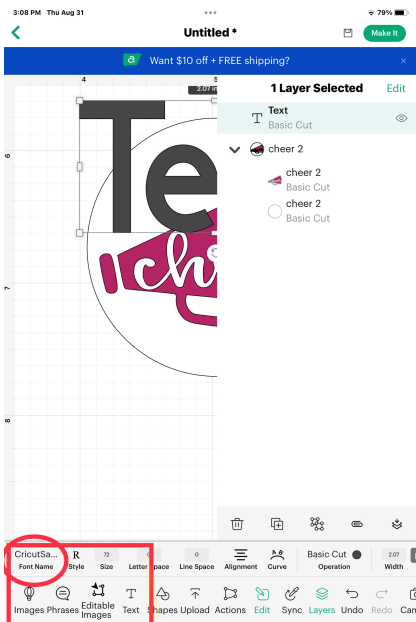 3:08 PM Thu Aug 31
79%
Untitled *
Make It
Want $10 off + FREE shipping?
4
5
2.07 in
1 Layer Selected
Edit
Text
Basic Cut
cheer 2
cheer 2
Basic Cut
cheer 2
Basic Cut
Te
ch
6
7
8
CricutSa...
R
72
0
Basic Cut
2.07
Font Name
Style
Size
Letter Space
Line Space
Alignment
Curve
Operation
Width
Images
Phrases
Editable
Images
Text
Shapes
Upload
Actions
Edit
Sync
Layers
Undo
Redo